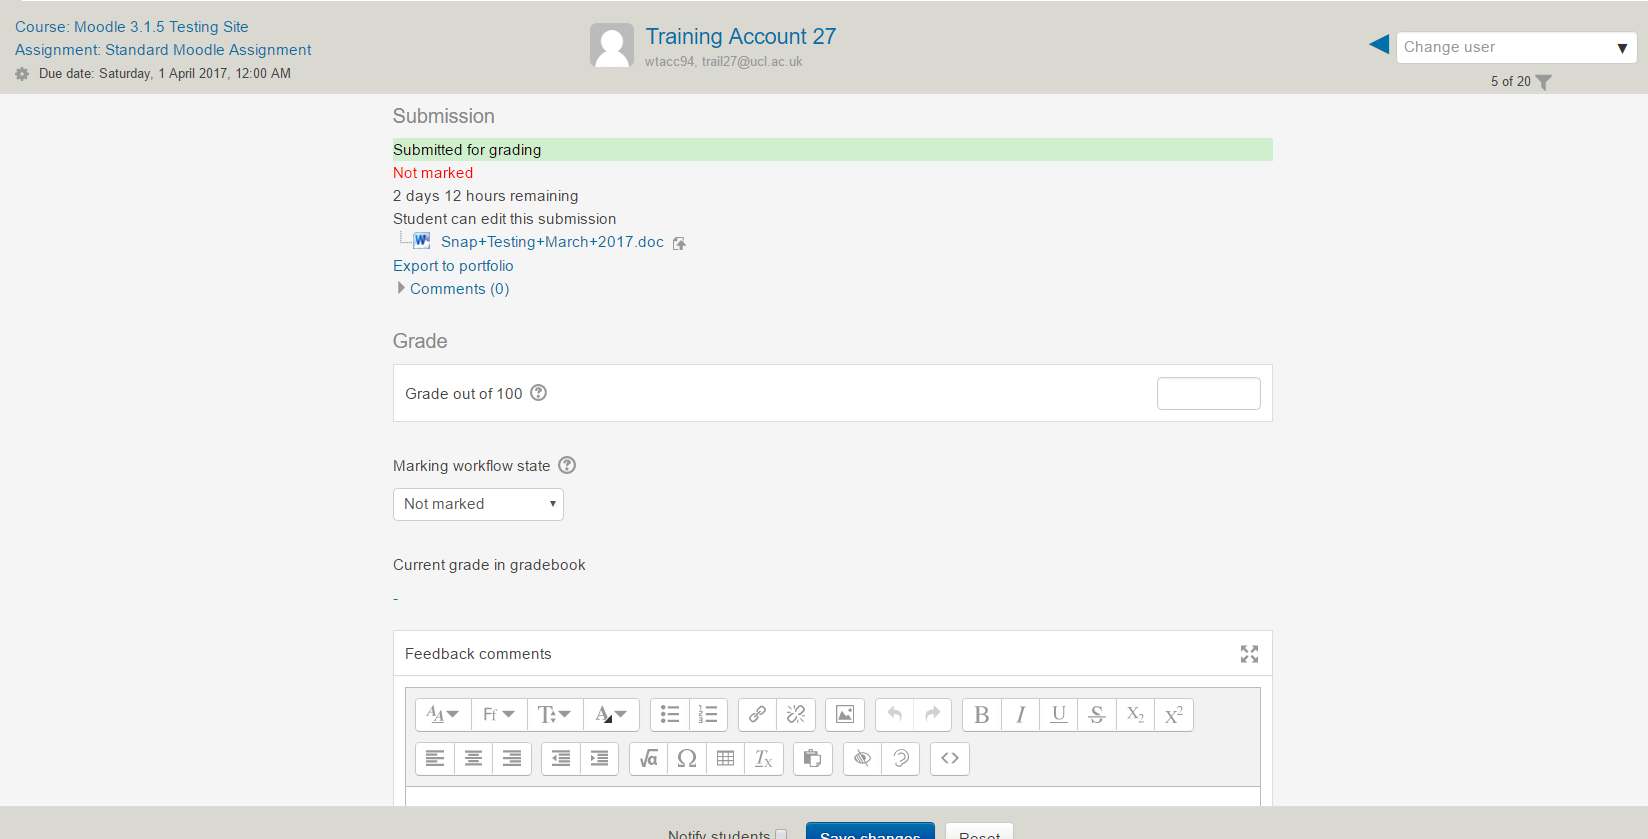 Course: Moodle 3.1.5 Testing Site
Assignment: Standard Moodle Assignment
Due date: Saturday, 1 April 2017, 12:00 AM
Training Account 27
wtacc94, trail27@ucl.ac.uk
Change user
5 of 20
Submission
Submitted for grading
Not marked
2 days 12 hours remaining
Student can edit this submission
Snap+Testing+March+2017.doc
Export to portfolio
Comments (0)
Grade
Grade out of 100
Marking workflow state
Not marked
Current grade in gradebook
-
Feedback comments
Notify students
Save changes
Reset